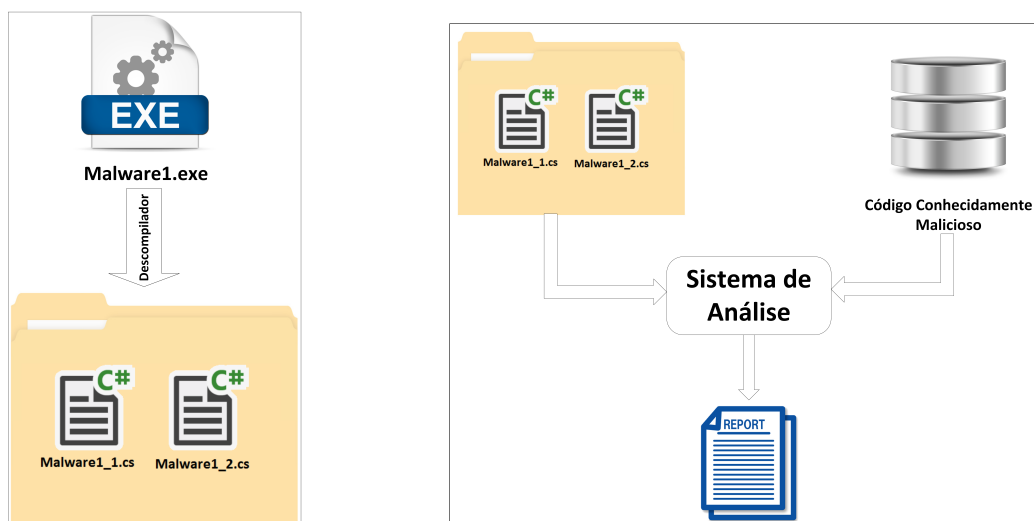 EXE
Malware1.exe
Descompilador
C#
C#
Malware1_1.cs
Malware1_2.cs
C#
C#
Malware1_1.cs
Malware1_2.cs
Código Conhecidamente
Malicioso
Sistema de
Análise
REPORT